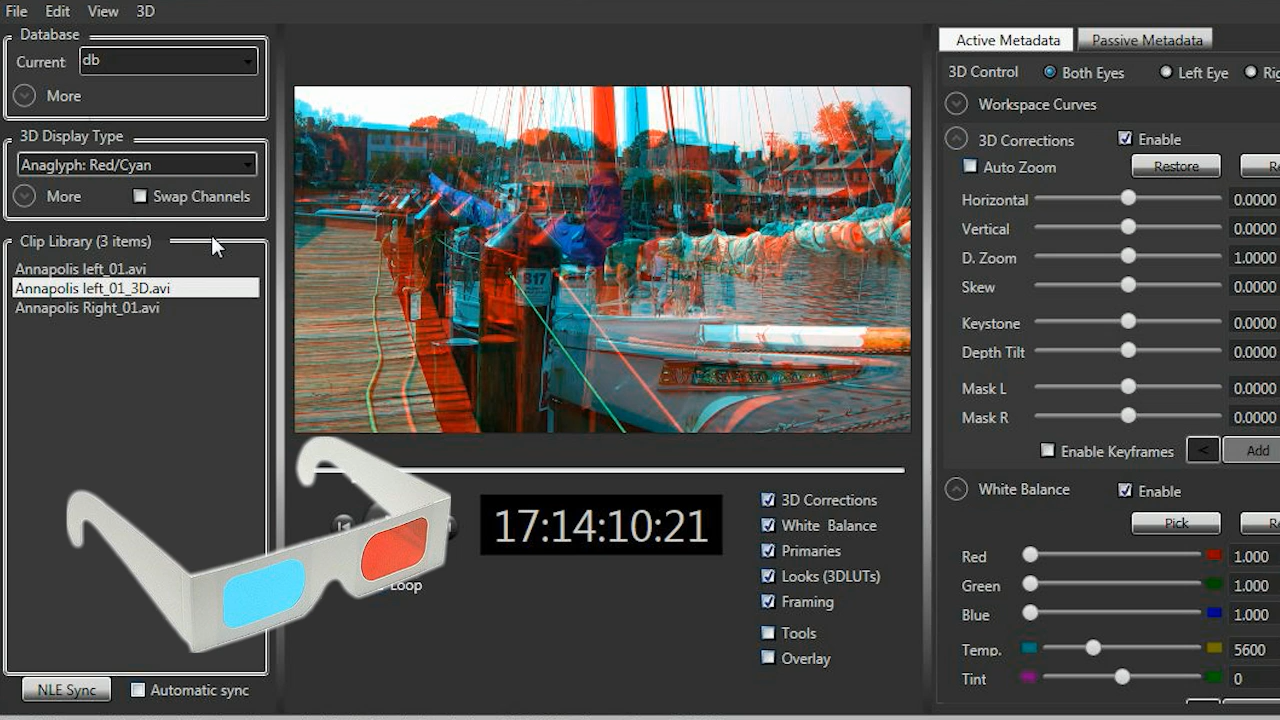 File Edit View 3D
Database
Current db
More
3D Display Type
Anaglyph: Red/Cyan
More Swap Channels
Clip Library (3 items)
Annapolis left_01.avi
Annapolis left_01_3D.avi
Annapolis Right_01.avi
NLE Sync Automatic sync
817
Loop
17:14:10:21
3D Corrections
White Balance
Primaries
Looks (3DLUTs)
Framing
Tools
Overlay
Active Metadata Passive Metadata
3D Control Both Eyes Left Eye
Workspace Curves
3D Corrections Enable
Auto Zoom Restore
Horizontal 0.0000
Vertical 0.0000
D. Zoom 1.0000
Skew 0.0000
Keystone 0.0000
Depth Tilt 0.0000
Mask L 0.0000
Mask R 0.0000
Enable Keyframes < Add
White Balance Enable
Pick
Red 1.000
Green 1.000
Blue 1.000
Temp. 5600
Tint 0